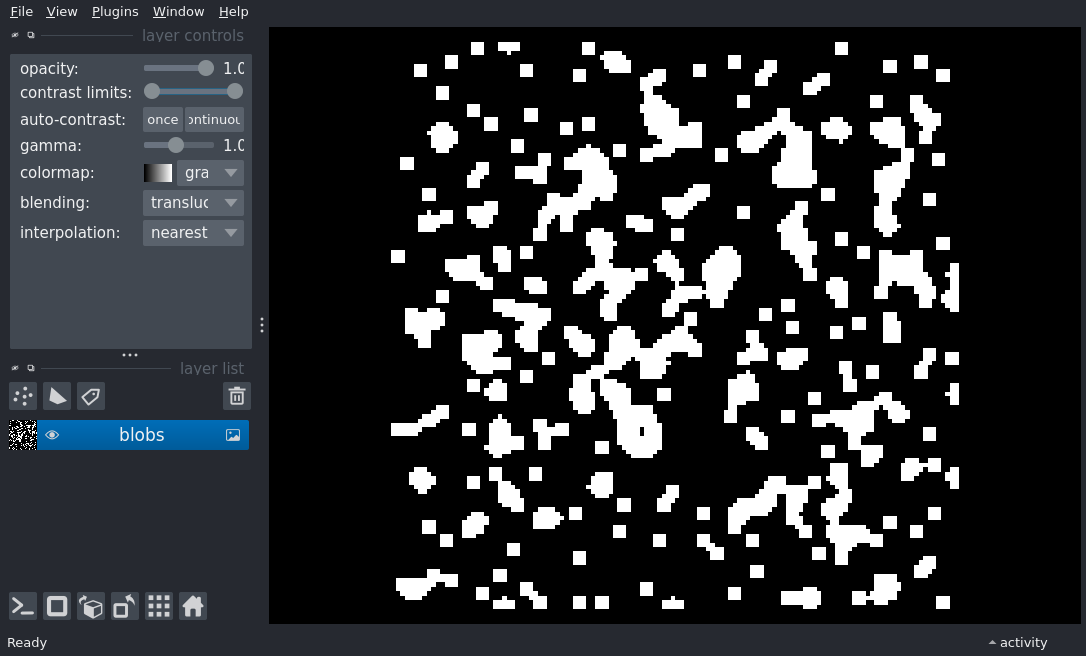 File View Plugins Window Help
layer controls
opacity: 1.0
contrast limits:
auto-contrast: once ontinuou
gamma: 1.0
colormap: gra
blending: transluc
interpolation: nearest
layer list
blobs
Ready activity